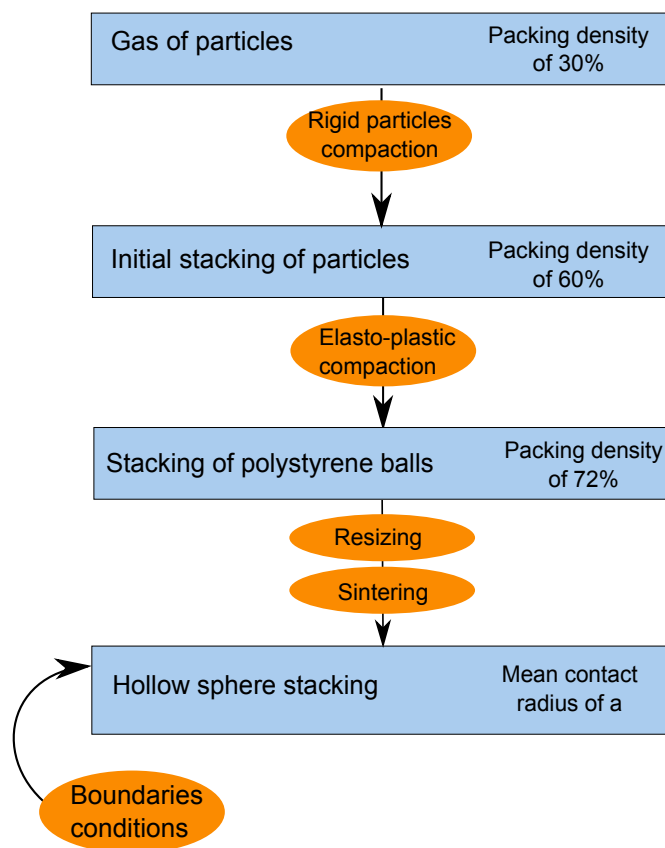 Gas of particles
Packing density
of 30%
Rigid particles
compaction
Initial stacking of particles
Packing density
of 60%
Elasto-plastic
compaction
Stacking of polystyrene balls
Packing density
of 72%
Resizing
Sintering
Hollow sphere stacking
Mean contact
radius of a
Boundaries
conditions